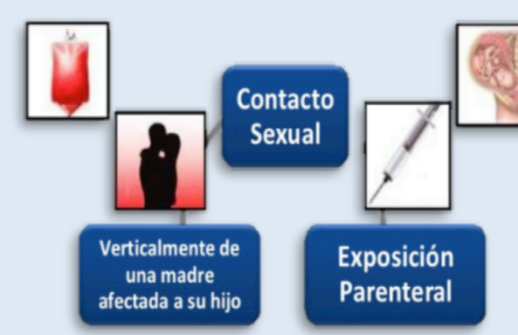 Contacto
Sexual
Verticalmente de
una madre
afectada a su hijo
Exposición
Parenteral